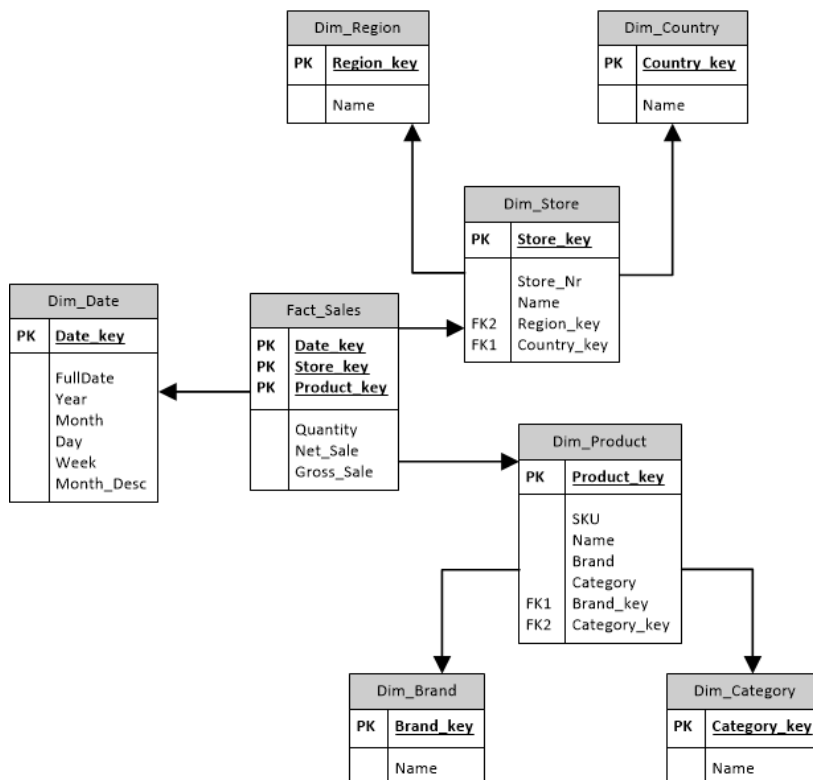 Dim_Region
PK Region_key
Name
Dim_Country
PK Country_key
Name
Dim_Store
PK Store_key
Store_Nr
Name
FK2 Region_key
FK1 Country_key
Dim_Date
PK Date_key
FullDate
Year
Month
Day
Week
Month_Desc
Fact_Sales
PK Date_key
PK Store_key
PK Product_key
Quantity
Net_Sale
Gross_Sale
Dim_Product
PK Product_key
SKU
Name
Brand
Category
FK1 Brand_key
FK2 Category_key
Dim_Brand
PK Brand_key
Name
Dim_Category
PK Category_key
Name